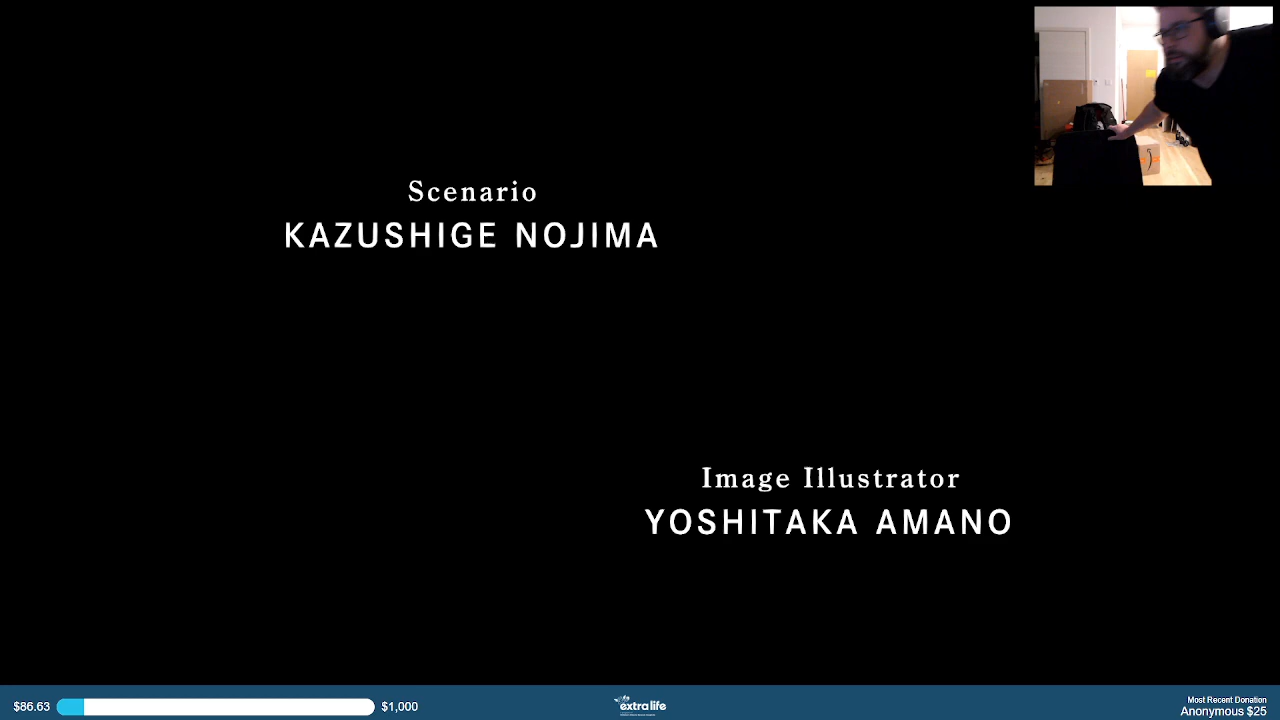 Scenario
KAZUSHIGE NOJIMA
Image Illustrator
YOSHITAKA AMANO
$86.63
$1,000
extra life
Most Recent Donation
Anonymous $25